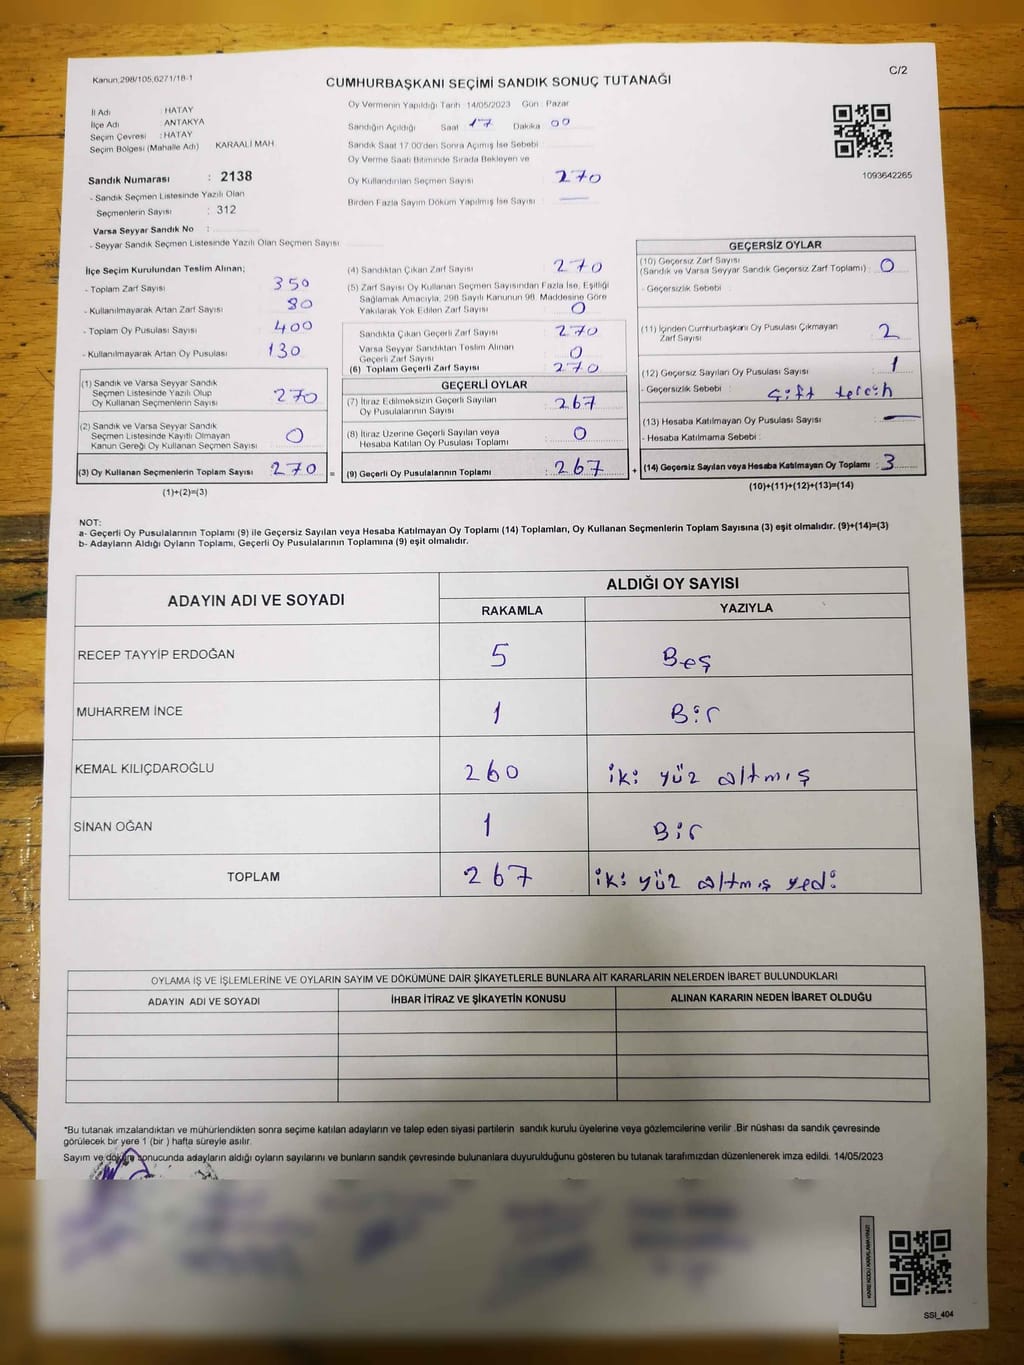 Kanun,298/105,6271/18-1
C/2
CUMHURBAŞKANI SEÇİMİ SANDIK SONUÇ TUTANAĞI
İl Adı : HATAY
İlçe Adı : ANTAKYA
Seçim Çevresi : HATAY
Seçim Bölgesi (Mahalle Adı) KARAALİ MAH.
Oy Vermenin Yapıldığı Tarih 14/05/2023 Gün : Pazar
Sandığın Açıldığı Saat 17 Dakika 00
Sandık Saat 17:00'den Sonra Açımış İse Sebebi
Oy Verme Saati Bitiminde Sırada Bekleyen ve
Oy Kullandırılan Seçmen Sayısı 270
Birden Fazla Sayım Döküm Yapılmış İse Sayısı —
1093642265
Sandık Numarası : 2138
- Sandık Seçmen Listesinde Yazılı Olan
Seçmenlerin Sayısı : 312
Varsa Seyyar Sandık No :
- Seyyar Sandık Seçmen Listesinde Yazılı Olan Seçmen Sayısı
İlçe Seçim Kurulundan Teslim Alınan;
- Toplam Zarf Sayısı 350
- Kullanılmayarak Artan Zarf Sayısı 80
- Toplam Oy Pusulası Sayısı 400
- Kullanılmayarak Artan Oy Pusulası 130
(1) Sandık ve Varsa Seyyar Sandık
Seçmen Listesinde Yazılı Olup
Oy Kullanan Seçmenlerin Sayısı 270
(2) Sandık ve Varsa Seyyar Sandık
Seçmen Listesinde Kayıtlı Olmayan
Kanun Gereği Oy Kullanan Seçmen Sayısı 0
(3) Oy Kullanan Seçmenlerin Toplam Sayısı 270 =
(1)+(2)=(3)
(4) Sandıktan Çıkan Zarf Sayısı 270
(5) Zarf Sayısı Oy Kullanan Seçmen Sayısından Fazla İse, Eşitliği
Sağlamak Amacıyla, 298 Sayılı Kanunun 98. Maddesine Göre
Yakılarak Yok Edilen Zarf Sayısı 0
Sandıkta Çıkan Geçerli Zarf Sayısı 270
Varsa Seyyar Sandıktan Teslim Alınan
Geçerli Zarf Sayısı 0
(6) Toplam Geçerli Zarf Sayısı 270
GEÇERLİ OYLAR
(7) İtiraz Edilmeksizin Geçerli Sayılan
Oy Pusulalarının Sayısı 267
(8) İtiraz Üzerine Geçerli Sayılan veya
Hesaba Katılan Oy Pusulası Toplamı 0
(9) Geçerli Oy Pusulalarının Toplamı 267 +
GEÇERSİZ OYLAR
(10) Geçersiz Zarf Sayısı
(Sandık ve Varsa Seyyar Sandık Geçersiz Zarf Toplamı) : 0
- Geçersizlik Sebebi :
(11) İçinden Cumhurbaşkanı Oy Pusulası Çıkmayan
Zarf Sayısı 2
(12) Geçersiz Sayılan Oy Pusulası Sayısı 1
- Geçersizlik Sebebi : Çift tercih
(13) Hesaba Katılmayan Oy Pusulası Sayısı : —
- Hesaba Katılmama Sebebi :
(14) Geçersiz Sayılan veya Hesaba Katılmayan Oy Toplamı : 3
(10)+(11)+(12)+(13)=(14)
NOT:
a- Geçerli Oy Pusulalarının Toplamı (9) ile Geçersiz Sayılan veya Hesaba Katılmayan Oy Toplamı (14) Toplamları, Oy Kullanan Seçmenlerin Toplam Sayısına (3) eşit olmalıdır. (9)+(14)=(3)
b- Adayların Aldığı Oyların Toplamı, Geçerli Oy Pusulalarının Toplamına (9) eşit olmalıdır.
ADAYIN ADI VE SOYADI ALDIĞI OY SAYISI
RAKAMLA YAZIYLA
RECEP TAYYİP ERDOĞAN 5 Beş
MUHARREM İNCE 1 Bir
KEMAL KILIÇDAROĞLU 260 iki yüz altmış
SİNAN OĞAN 1 Bir
TOPLAM 267 iki yüz altmış yedi
OYLAMA İŞ VE İŞLEMLERİNE VE OYLARIN SAYIM VE DÖKÜMÜNE DAİR ŞİKAYETLERLE BUNLARA AİT KARARLARIN NELERDEN İBARET BULUNDUKLARI
ADAYIN ADI VE SOYADI İHBAR İTİRAZ VE ŞİKAYETİN KONUSU ALINAN KARARIN NEDEN İBARET OLDUĞU
*Bu tutanak imzalandıktan ve mühürlendikten sonra seçime katılan adayların ve talep eden siyasi partilerin sandık kurulu üyelerine veya gözlemcilerine verilir .Bir nüshası da sandık çevresinde
görülecek bir yere 1 (bir ) hafta süreyle asılır.
Sayım ve döküm sonucunda adayların aldığı oyların sayılarını ve bunların sandık çevresinde bulunanlara duyurulduğunu gösteren bu tutanak tarafımızdan düzenlenerek imza edildi. 14/05/2023
SSI_404